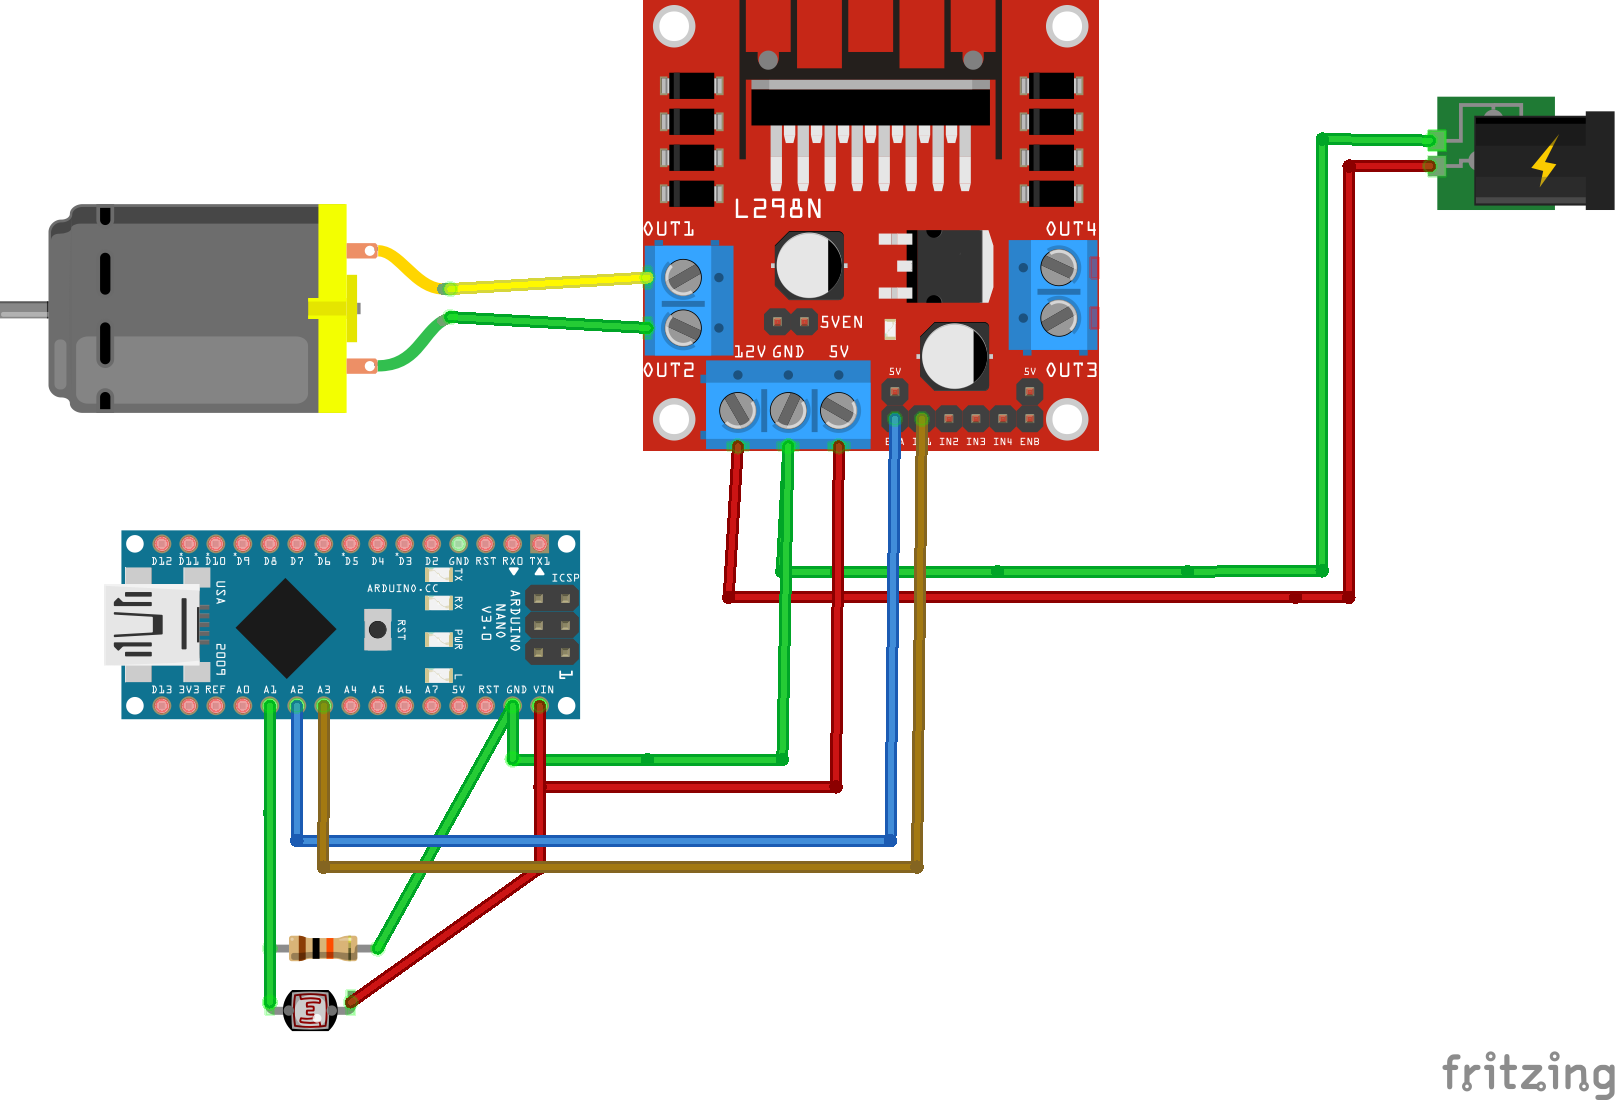 L298N
OUT1
OUT4
5VEN
12V GND 5V
OUT2
OUT3
5V
5V
IN2 IN3 IN4 ENB
D12 D11 D10 D9 D8 D7 D6 D5 D4 D3 D2 GND RST RX0 TX1
ARDUINO.CC
TX
RX
PWR
L
ICSP
ARDUINO
NANO
V3.0
RST
USA
2005
1
D13 3V3 REF A0 A1 A2 A3 A4 A5 A6 A7 5V RST GND VIN
fritzing